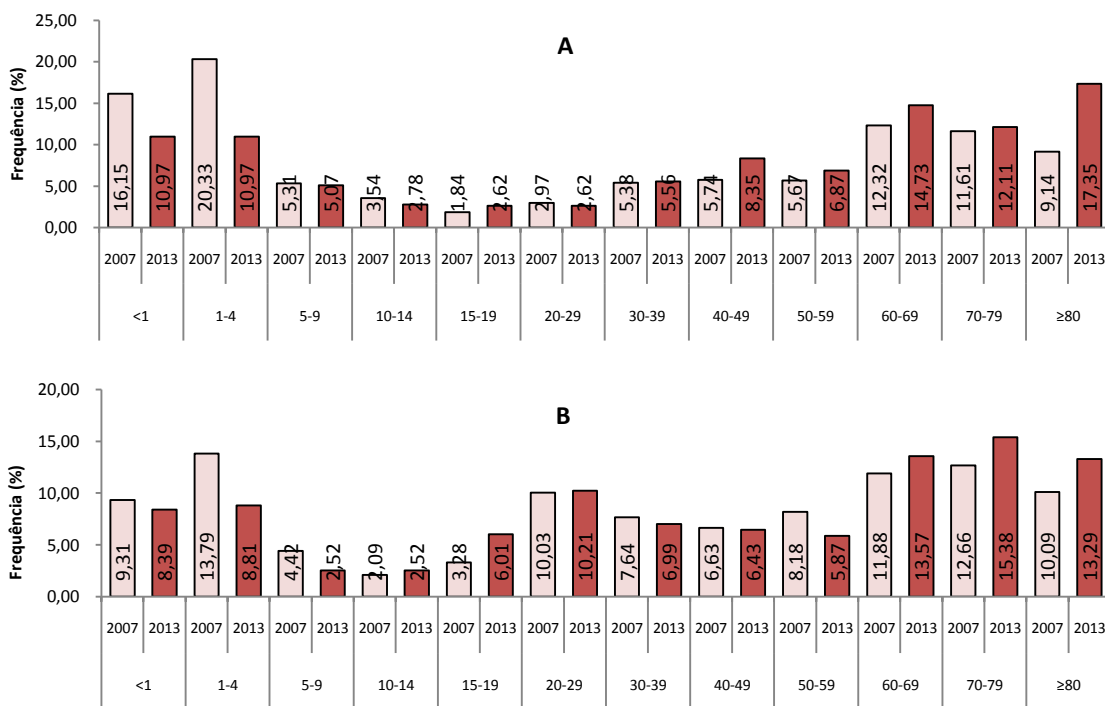 25,00
A
20,00
15,00
10,00
5,00
0,00
Frequência (%)
16,15 10,97 20,33 10,97 5,31 5,07 3,54 2,78 1,84 2,62 2,97 2,62 5,38 5,56 5,74 8,35 5,67 6,87 12,32 14,73 11,61 12,11 9,14 17,35
2007 2013 2007 2013 2007 2013 2007 2013 2007 2013 2007 2013 2007 2013 2007 2013 2007 2013 2007 2013 2007 2013 2007 2013
<1 1-4 5-9 10-14 15-19 20-29 30-39 40-49 50-59 60-69 70-79 ≥80
20,00
B
15,00
10,00
5,00
0,00
Frequência (%)
9,31 8,39 13,79 8,81 4,42 2,52 2,09 2,52 3,28 6,01 10,03 10,21 7,64 6,99 6,63 6,43 8,18 5,87 11,88 13,57 12,66 15,38 10,09 13,29
2007 2013 2007 2013 2007 2013 2007 2013 2007 2013 2007 2013 2007 2013 2007 2013 2007 2013 2007 2013 2007 2013 2007 2013
<1 1-4 5-9 10-14 15-19 20-29 30-39 40-49 50-59 60-69 70-79 ≥80